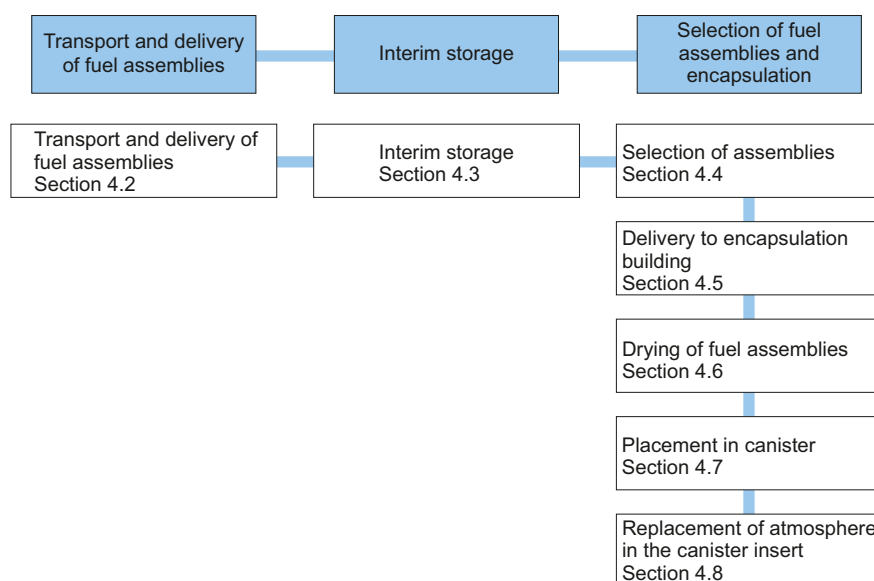 Transport and delivery
of fuel assemblies
Interim storage
Selection of fuel
assemblies and
encapsulation
Transport and delivery of
fuel assemblies
Section 4.2
Interim storage
Section 4.3
Selection of assemblies
Section 4.4
Delivery to encapsulation
building
Section 4.5
Drying of fuel assemblies
Section 4.6
Placement in canister
Section 4.7
Replacement of atmosphere
in the canister insert
Section 4.8